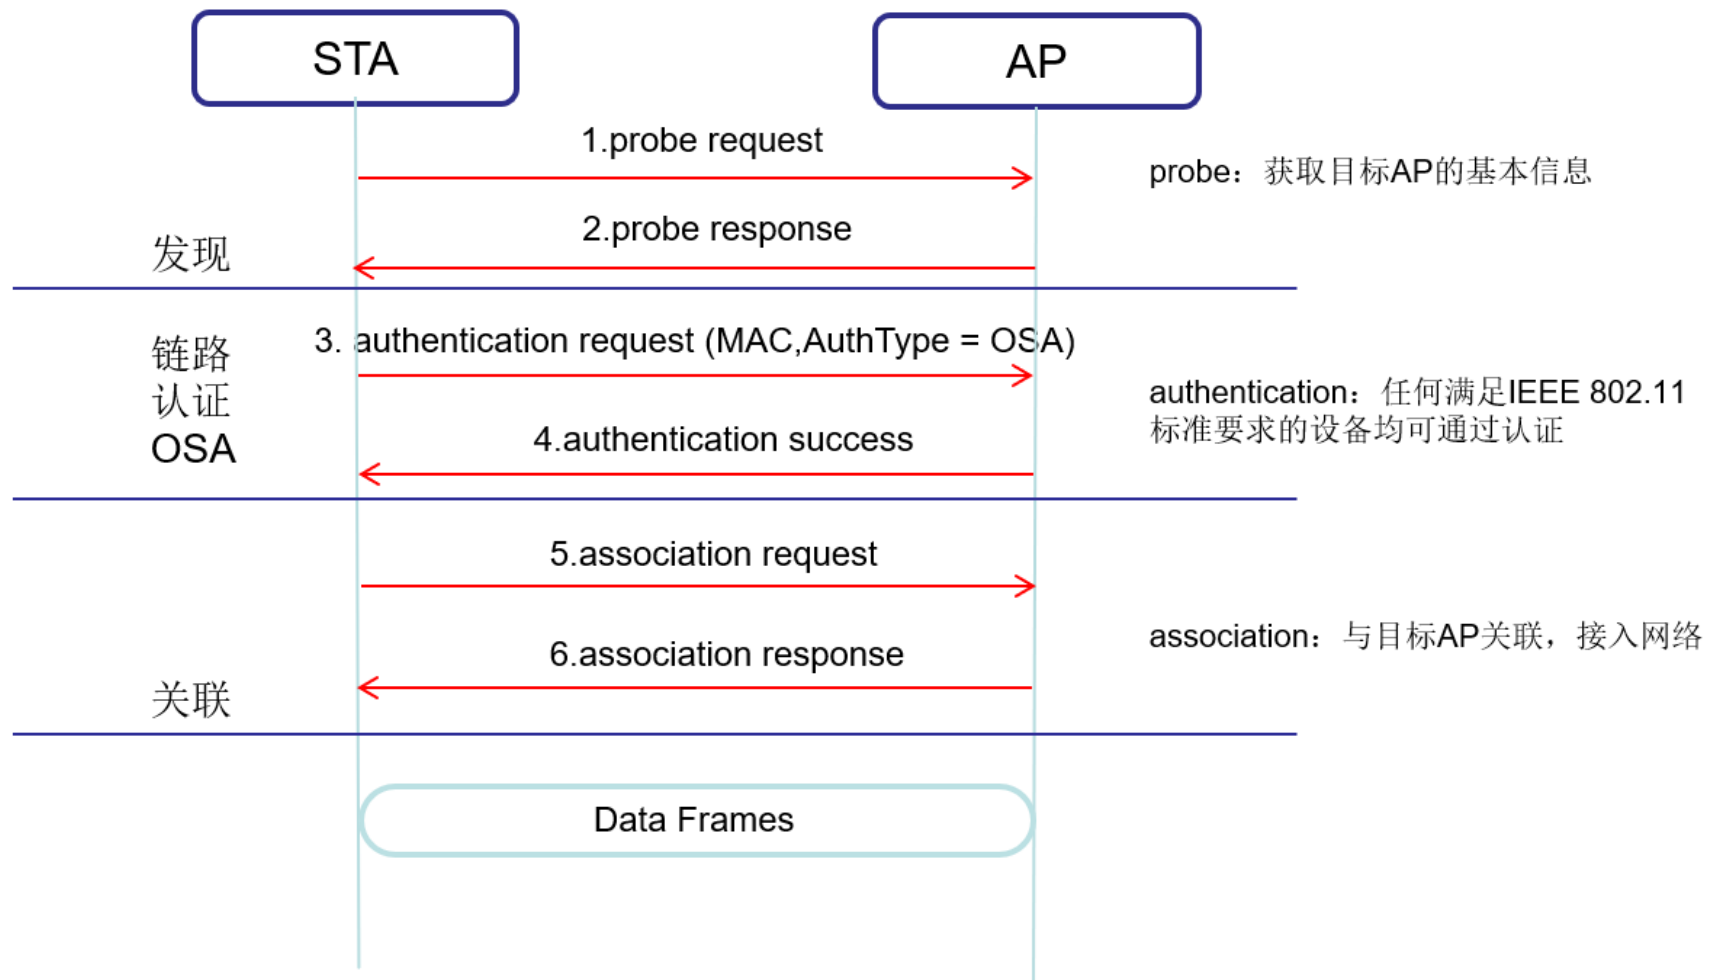 STA
AP
1.probe request
probe：获取目标AP的基本信息
2.probe response
发现
3. authentication request (MAC,AuthType = OSA)
链路
认证
OSA
authentication：任何满足IEEE 802.11
标准要求的设备均可通过认证
4.authentication success
5.association request
association：与目标AP关联，接入网络
6.association response
关联
Data Frames